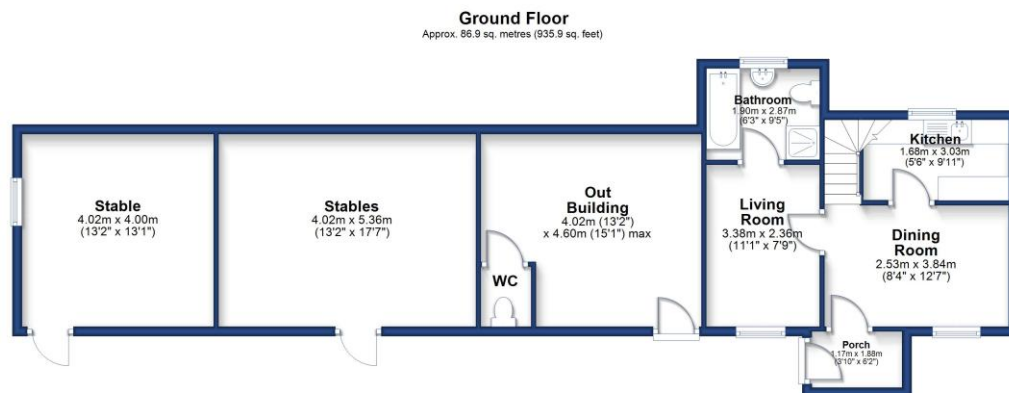 Ground Floor
Approx. 86.9 sq. metres (935.9 sq. feet)
Bathroom
1.90m x 2.87m
(6'3" x 9'5")
Kitchen
1.68m x 3.03m
(5'6" x 9'11")
Stable
4.02m x 4.00m
(13'2" x 13'1")
Stables
4.02m x 5.36m
(13'2" x 17'7")
Out
Building
4.02m (13'2")
x 4.60m (15'1") max
WC
Living
Room
3.38m x 2.36m
(11'1" x 7'9")
Dining
Room
2.53m x 3.84m
(8'4" x 12'7")
Porch
1.17m x 1.88m
(3'10" x 6'2")